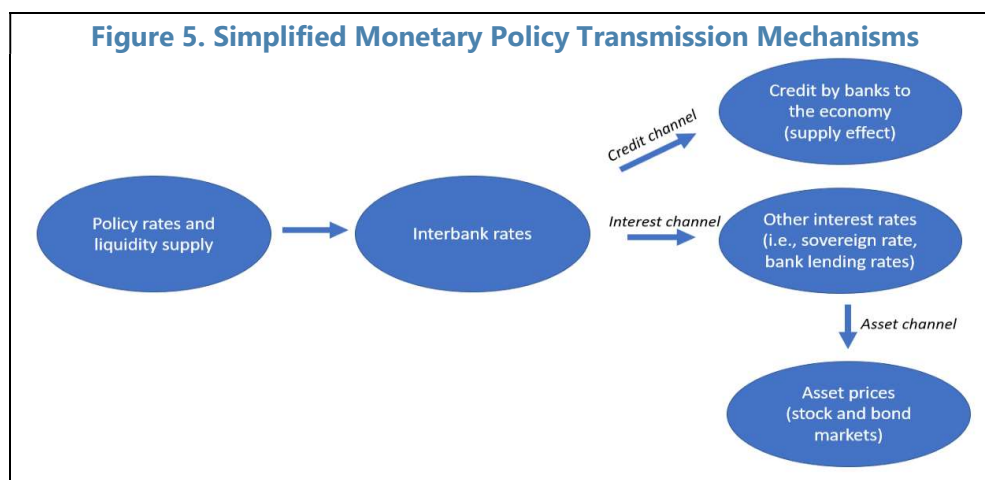 Figure 5. Simplified Monetary Policy Transmission Mechanisms
Credit by banks to
the economy
(supply effect)
Credit channel
Policy rates and
liquidity supply
Interbank rates
Interest channel
Other interest rates
(i.e., sovereign rate,
bank lending rates)
Asset channel
Asset prices
(stock and bond
markets)